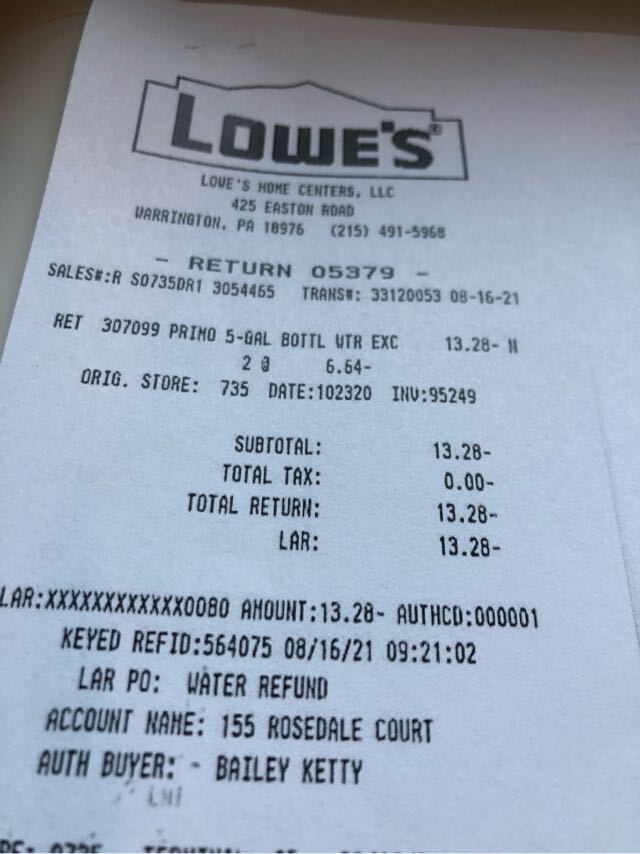 LOWE'S®
LOWE'S HOME CENTERS, LLC
425 EASTON ROAD
WARRINGTON, PA 18976 (215) 491-5968
- RETURN 05379 -
SALES#:R S0735DR1 3054465 TRANS#: 33120053 08-16-21
RET 307099 PRIMO 5-GAL BOTTL WTR EXC 13.28- N
2 @ 6.64-
ORIG. STORE: 735 DATE:102320 INV:95249
SUBTOTAL: 13.28-
TOTAL TAX: 0.00-
TOTAL RETURN: 13.28-
LAR: 13.28-
LAR:XXXXXXXXXXXX0080 AMOUNT:13.28- AUTHCD:000001
KEYED REFID:564075 08/16/21 09:21:02
LAR PO: WATER REFUND
ACCOUNT NAME: 155 ROSEDALE COURT
AUTH BUYER: - BAILEY KETTY